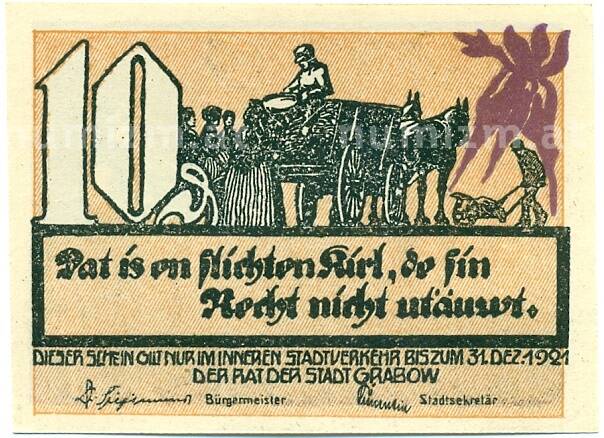 10
Dat is en slichten Kirl, de sin
Recht nicht utäuwt.
DIESER SCHEIN GILT NUR IM INNEREN STADTVERKEHR BIS ZUM 31. DEZ. 1921
DER RAT DER STADT GRABOW
Bürgermeister Stadtsekretär